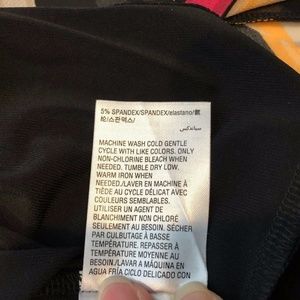 5% SPANDEX/SPANDEX/elastano/氨
纶/스판덱스/
سباندكس
MACHINE WASH COLD GENTLE
CYCLE WITH LIKE COLORS. ONLY
NON-CHLORINE BLEACH WHEN
NEEDED. TUMBLE DRY LOW.
WARM IRON WHEN
NEEDED./LAVER EN MACHINE À
TIÈDE AU CYCLE DÉLICAT AVEC
COULEURS SEMBLABLES.
UTILISER UN AGENT DE
BLANCHIMENT NON CHLORÉ
SEULEMENT AU BESOIN. SÉCHER
PAR CULBUTAGE À BASSE
TEMPÉRATURE. REPASSER À
TEMPÉRATURE MOYENNE AU
BESOIN./LAVAR A MÁQUINA EN
AGUA FRÍA CICLO DELICADO CON